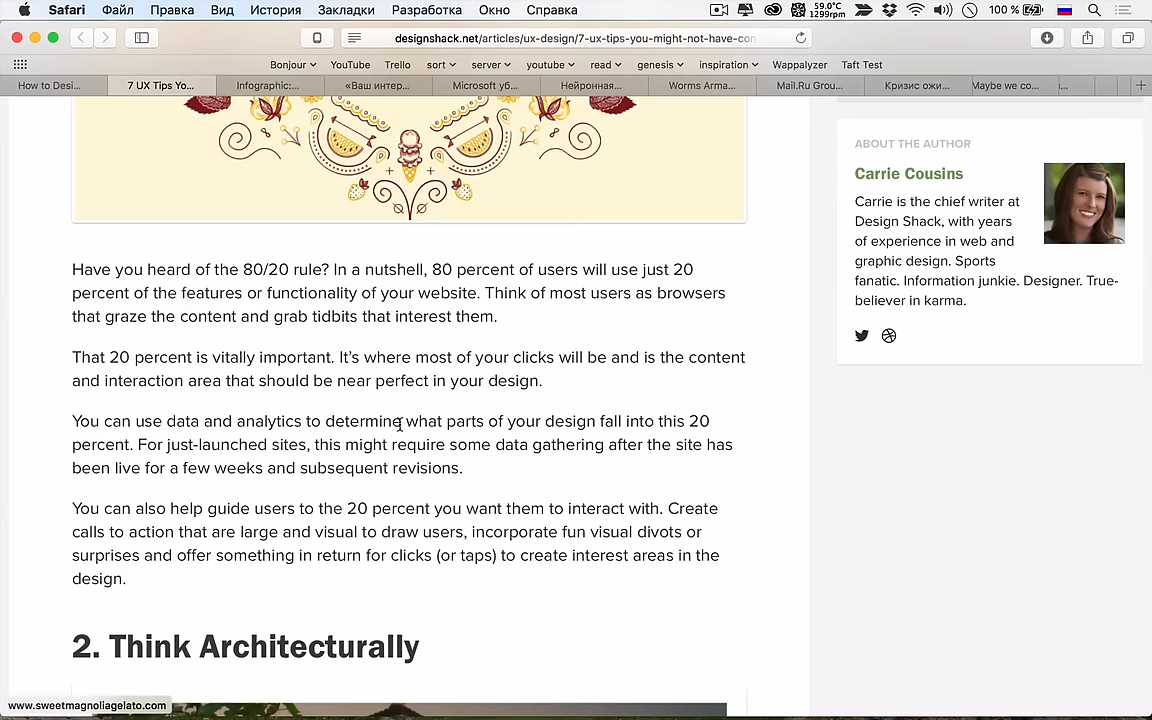 Safari Файл Правка Вид История Закладки Разработка Окно Справка 59.0°C 1299rpm 100 %
designshack.net/articles/ux-design/7-ux-tips-you-might-not-have-con
Bonjour YouTube Trello sort server youtube read genesis inspiration Wappalyzer Taft Test
How to Desi... 7 UX Tips Yo... Infographic:... «Ваш интер... Microsoft уб... Нейронная... Worms Arma... Mail.Ru Grou... Кризис ожи... Maybe we co...
Have you heard of the 80/20 rule? In a nutshell, 80 percent of users will use just 20
percent of the features or functionality of your website. Think of most users as browsers
that graze the content and grab tidbits that interest them.
That 20 percent is vitally important. It’s where most of your clicks will be and is the content
and interaction area that should be near perfect in your design.
You can use data and analytics to determine what parts of your design fall into this 20
percent. For just-launched sites, this might require some data gathering after the site has
been live for a few weeks and subsequent revisions.
You can also help guide users to the 20 percent you want them to interact with. Create
calls to action that are large and visual to draw users, incorporate fun visual divots or
surprises and offer something in return for clicks (or taps) to create interest areas in the
design.
2. Think Architecturally
ABOUT THE AUTHOR
Carrie Cousins
Carrie is the chief writer at
Design Shack, with years
of experience in web and
graphic design. Sports
fanatic. Information junkie. Designer. True-
believer in karma.
www.sweetmagnoliagelato.com